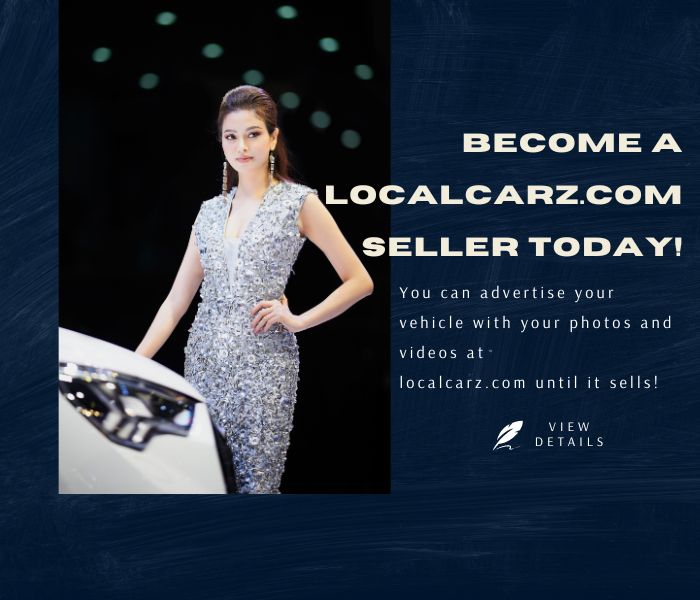 BECOME A
LOCALCARZ.COM
SELLER TODAY!
You can advertise your
vehicle with your photos and
videos at
localcarz.com until it sells!
VIEW
DETAILS